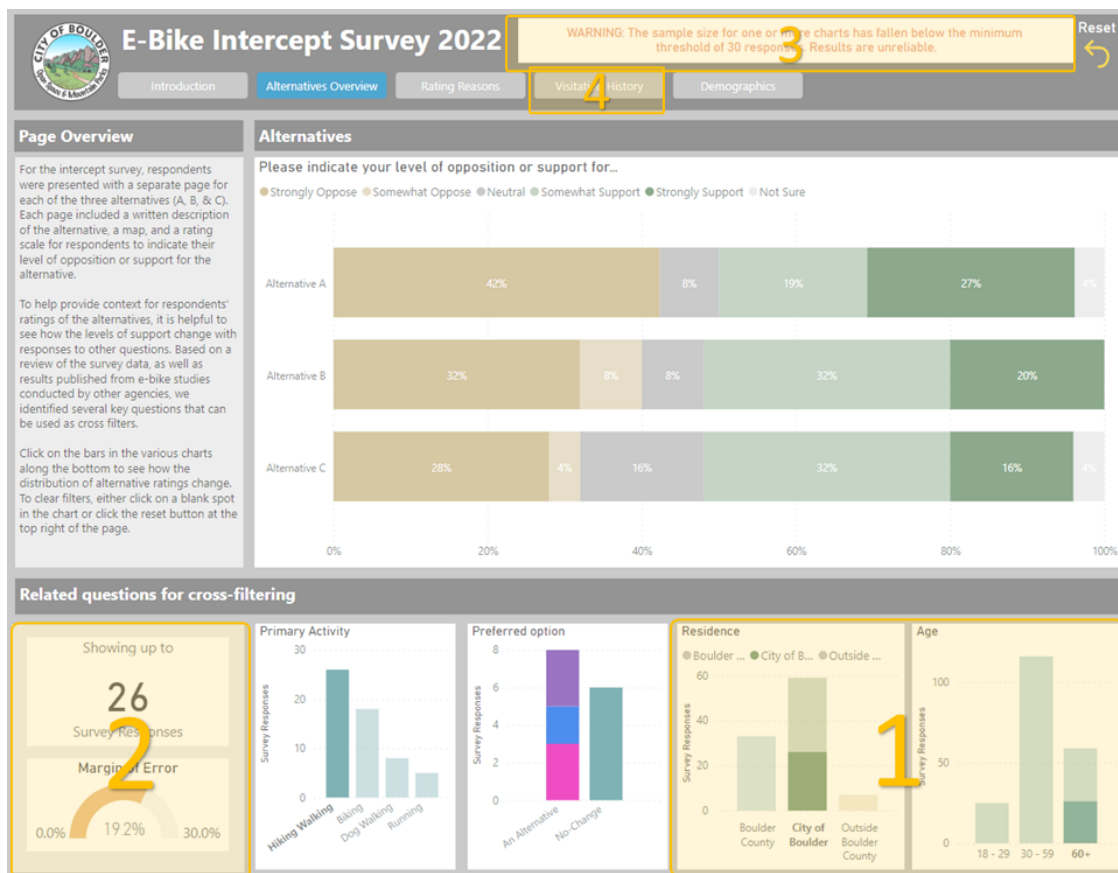 CITY OF BOULDER
Open Space & Mountain Parks
E-Bike Intercept Survey 2022
WARNING: The sample size for one or more charts has fallen below the minimum
threshold of 30 responses. Results are unreliable.
3
Reset
Introduction
Alternatives Overview
Rating Reasons
Visitation History
4
Demographics
Page Overview
For the intercept survey, respondents
were presented with a separate page for
each of the three alternatives (A, B, & C).
Each page included a written description
of the alternative, a map, and a rating
scale for respondents to indicate their
level of opposition or support for the
alternative.
To help provide context for respondents'
ratings of the alternatives, it is helpful to
see how the levels of support change with
responses to other questions. Based on a
review of the survey data, as well as
results published from e-bike studies
conducted by other agencies, we
identified several key questions that can
be used as cross filters.
Click on the bars in the various charts
along the bottom to see how the
distribution of alternative ratings change.
To clear filters, either click on a blank spot
in the chart or click the reset button at the
top right of the page.
Alternatives
Please indicate your level of opposition or support for...
Strongly Oppose Somewhat Oppose Neutral Somewhat Support Strongly Support Not Sure
Alternative A 42% 8% 19% 27% 4%
Alternative B 32% 8% 8% 32% 20%
Alternative C 28% 4% 16% 32% 16% 4%
0% 20% 40% 60% 80% 100%
Related questions for cross-filtering
Showing up to
26
Survey Responses
2
Margin of Error
0.0% 19.2% 30.0%
Primary Activity
Survey Responses
30
20
10
0
Hiking Walking
Biking
Dog Walking
Running
Preferred option
Survey Responses
8
6
4
2
0
An Alternative
No-Change
Residence
Boulder ... City of B... Outside ...
Survey Responses
60
40
20
0
Boulder
County
City of
Boulder
Outside
Boulder
County
1
Age
Survey Responses
100
50
0
18 - 29 30 - 59 60+